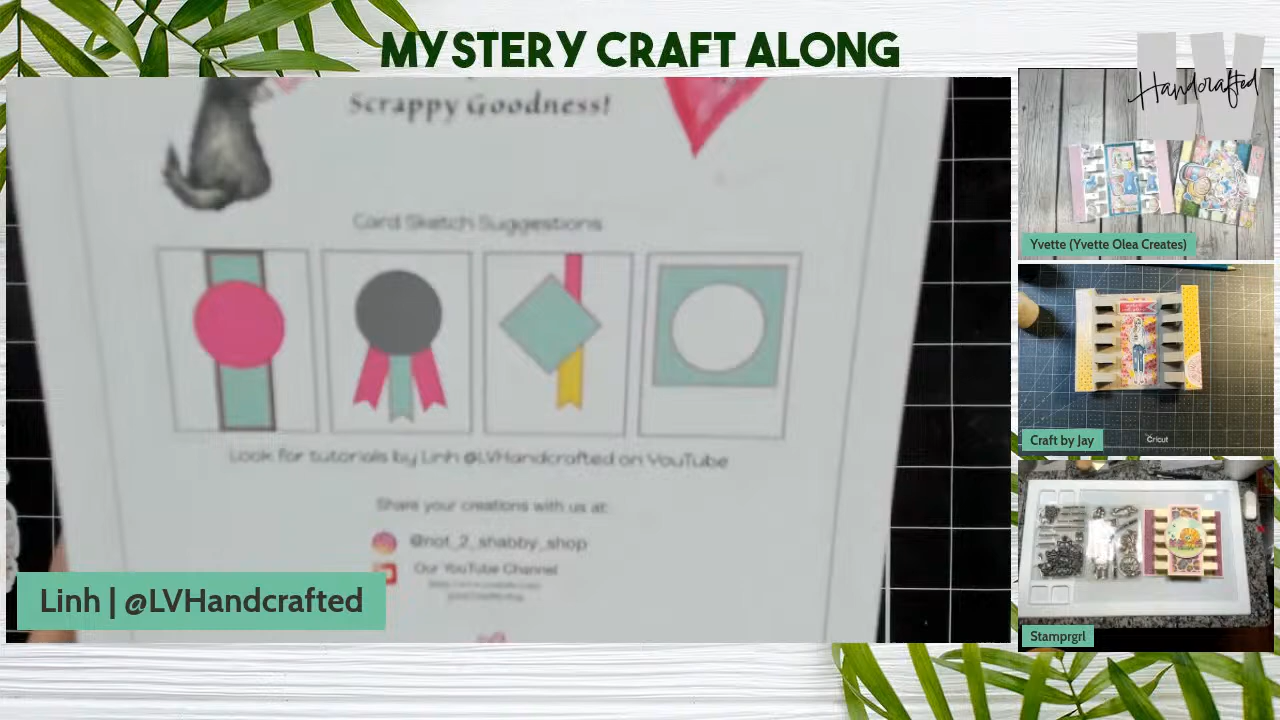 MYSTERY CRAFT ALONG
Handcrafted
Scrappy Goodness!
Card Sketch Suggestions
Look for tutorials by Linh @LVHandcrafted on YouTube
Share your creations with us at:
@not_2_shabby_shop
Our YouTube Channel
Linh | @LVHandcrafted
Yvette (Yvette Olea Creates)
cricut
Craft by Jay
Stamprgrl